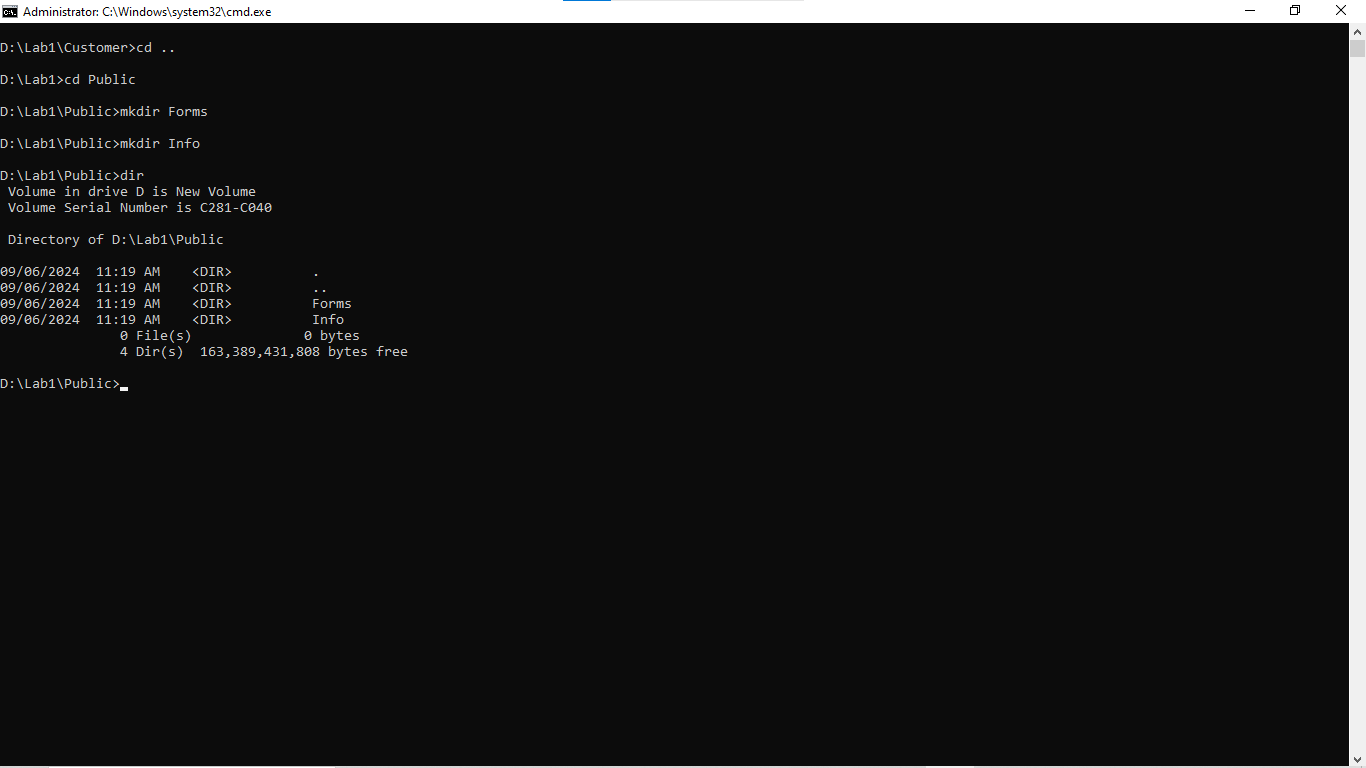 Administrator: C:\Windows\system32\cmd.exe
D:\Lab1\Customer>cd ..
D:\Lab1>cd Public
D:\Lab1\Public>mkdir Forms
D:\Lab1\Public>mkdir Info
D:\Lab1\Public>dir
 Volume in drive D is New Volume
 Volume Serial Number is C281-C040
 Directory of D:\Lab1\Public
09/06/2024  11:19 AM    <DIR>          .
09/06/2024  11:19 AM    <DIR>          ..
09/06/2024  11:19 AM    <DIR>          Forms
09/06/2024  11:19 AM    <DIR>          Info
               0 File(s)              0 bytes
               4 Dir(s)  163,389,431,808 bytes free
D:\Lab1\Public>